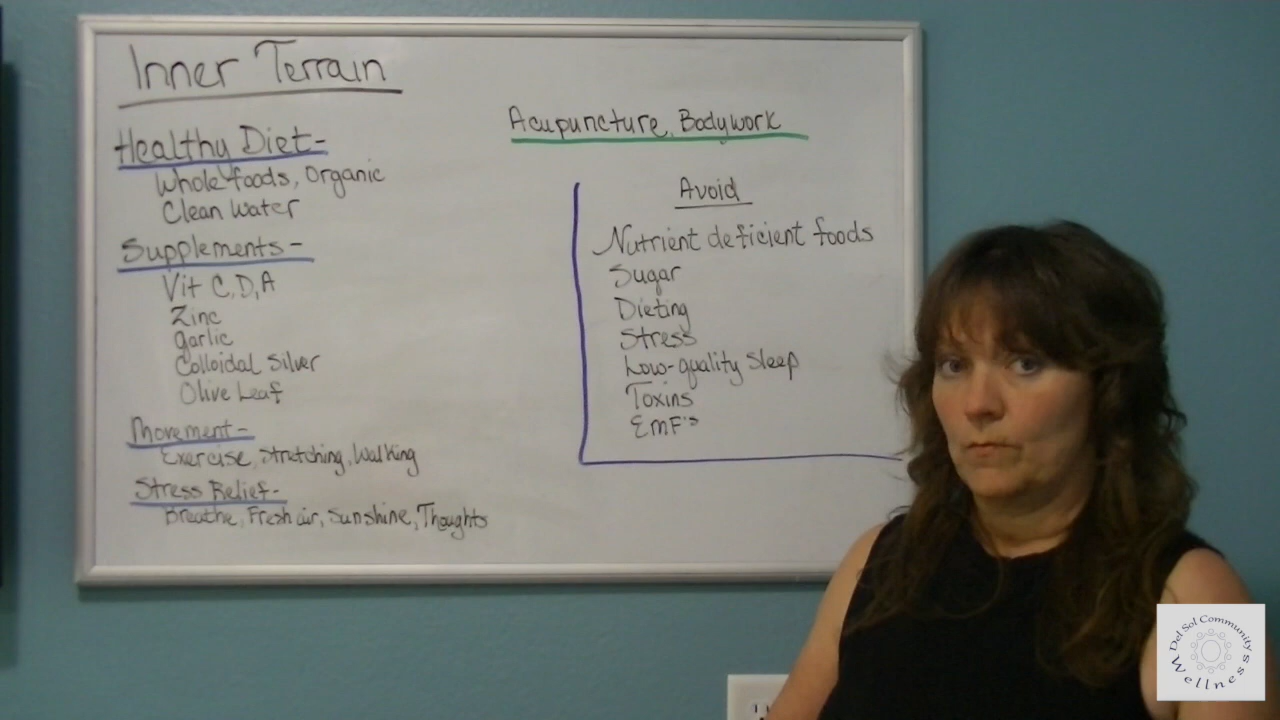 Inner Terrain
Healthy Diet-
Whole foods, Organic
Clean Water
Supplements-
Vit C, D, A
Zinc
garlic
Colloidal Silver
Olive Leaf
Movement-
Exercise, Stretching, Walking
Stress Relief-
Breathe, Fresh air, Sunshine, Thoughts
Acupuncture, Bodywork
Avoid
Nutrient deficient foods
Sugar
Dieting
Stress
Low-quality Sleep
Toxins
EMF's
Del Sol Community
Wellness